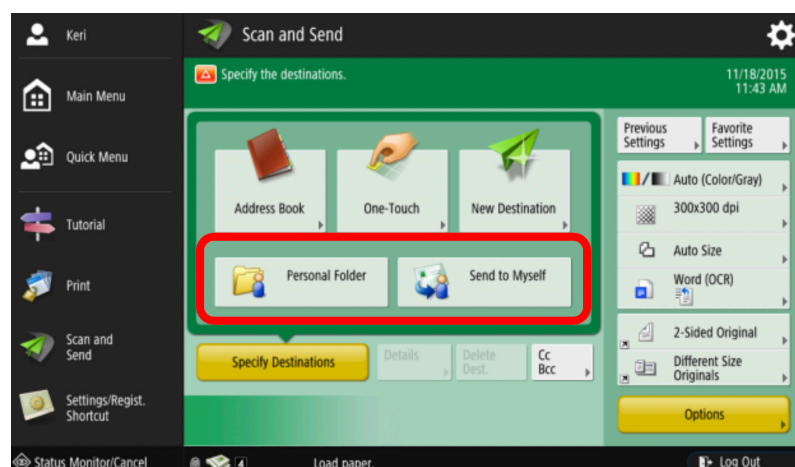 Keri
Scan and Send
Specify the destinations.
11/18/2015
11:43 AM
Main Menu
Quick Menu
Tutorial
Print
Scan and
Send
Settings/Regist.
Shortcut
Address Book
One-Touch
New Destination
Personal Folder
Send to Myself
Specify Destinations
Details
Delete
Dest.
Cc
Bcc
Previous
Settings
Favorite
Settings
Auto (Color/Gray)
300x300 dpi
Auto Size
Word (OCR)
2-Sided Original
Different Size
Originals
Options
Status Monitor/Cancel
4
Load paper.
Log Out